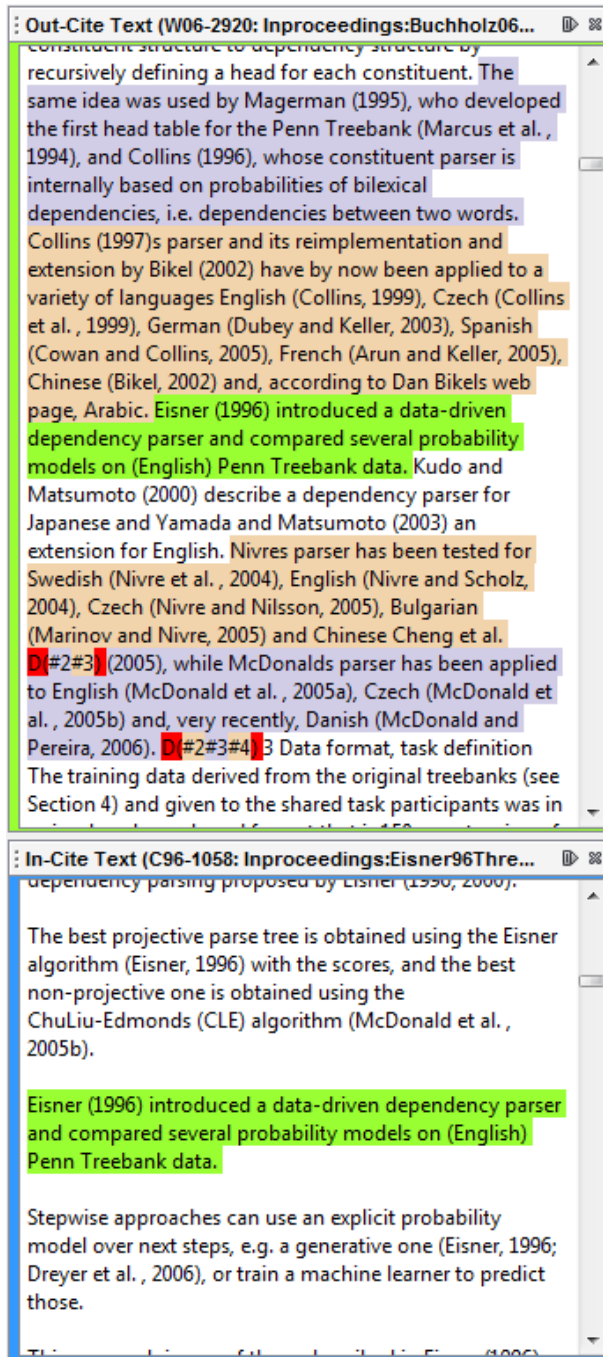 Out-Cite Text (W06-2920: Inproceedings:Buchholz06...
constituent structure to dependency structure by
recursively defining a head for each constituent. The
same idea was used by Magerman (1995), who developed
the first head table for the Penn Treebank (Marcus et al. ,
1994), and Collins (1996), whose constituent parser is
internally based on probabilities of bilexical
dependencies, i.e. dependencies between two words.
Collins (1997)s parser and its reimplementation and
extension by Bikel (2002) have by now been applied to a
variety of languages English (Collins, 1999), Czech (Collins
et al. , 1999), German (Dubey and Keller, 2003), Spanish
(Cowan and Collins, 2005), French (Arun and Keller, 2005),
Chinese (Bikel, 2002) and, according to Dan Bikels web
page, Arabic. Eisner (1996) introduced a data-driven
dependency parser and compared several probability
models on (English) Penn Treebank data. Kudo and
Matsumoto (2000) describe a dependency parser for
Japanese and Yamada and Matsumoto (2003) an
extension for English. Nivres parser has been tested for
Swedish (Nivre et al. , 2004), English (Nivre and Scholz,
2004), Czech (Nivre and Nilsson, 2005), Bulgarian
(Marinov and Nivre, 2005) and Chinese Cheng et al.
D(#2#3) (2005), while McDonalds parser has been applied
to English (McDonald et al. , 2005a), Czech (McDonald et
al. , 2005b) and, very recently, Danish (McDonald and
Pereira, 2006). D(#2#3#4) 3 Data format, task definition
The training data derived from the original treebanks (see
Section 4) and given to the shared task participants was in
In-Cite Text (C96-1058: Inproceedings:Eisner96Thre...
dependency parsing proposed by Eisner (1996, 2000).
The best projective parse tree is obtained using the Eisner
algorithm (Eisner, 1996) with the scores, and the best
non-projective one is obtained using the
ChuLiu-Edmonds (CLE) algorithm (McDonald et al. ,
2005b).
Eisner (1996) introduced a data-driven dependency parser
and compared several probability models on (English)
Penn Treebank data.
Stepwise approaches can use an explicit probability
model over next steps, e.g. a generative one (Eisner, 1996;
Dreyer et al. , 2006), or train a machine learner to predict
those.